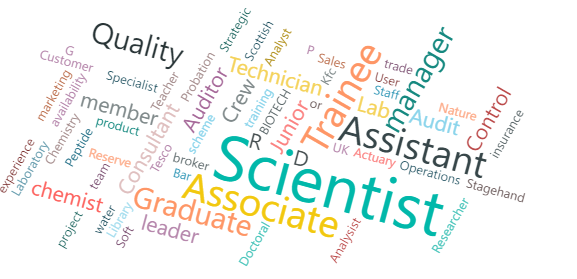 Quality
G
Customer
marketing
availability
Specialist
Teacher
Probation
Strategic
Scottish
Analyst
P
Sales
Kfc
trade
User
Staff
manager
Technician
Trainee
Lab
Nature
Control
insurance
Audit
Auditor
Crew
training
BIOTECH
or
Junior
R
D
member
product
Consultant
scheme
Chemistry
Peptide
experience
Laboratory
Reserve
team
Tesco
broker
Bar
Assistant
UK
Actuary
Operations
Stagehand
Scientist
Associate
Graduate
chemist
leader
project
water
Library
Soft
Doctoral
Analysist
Researcher